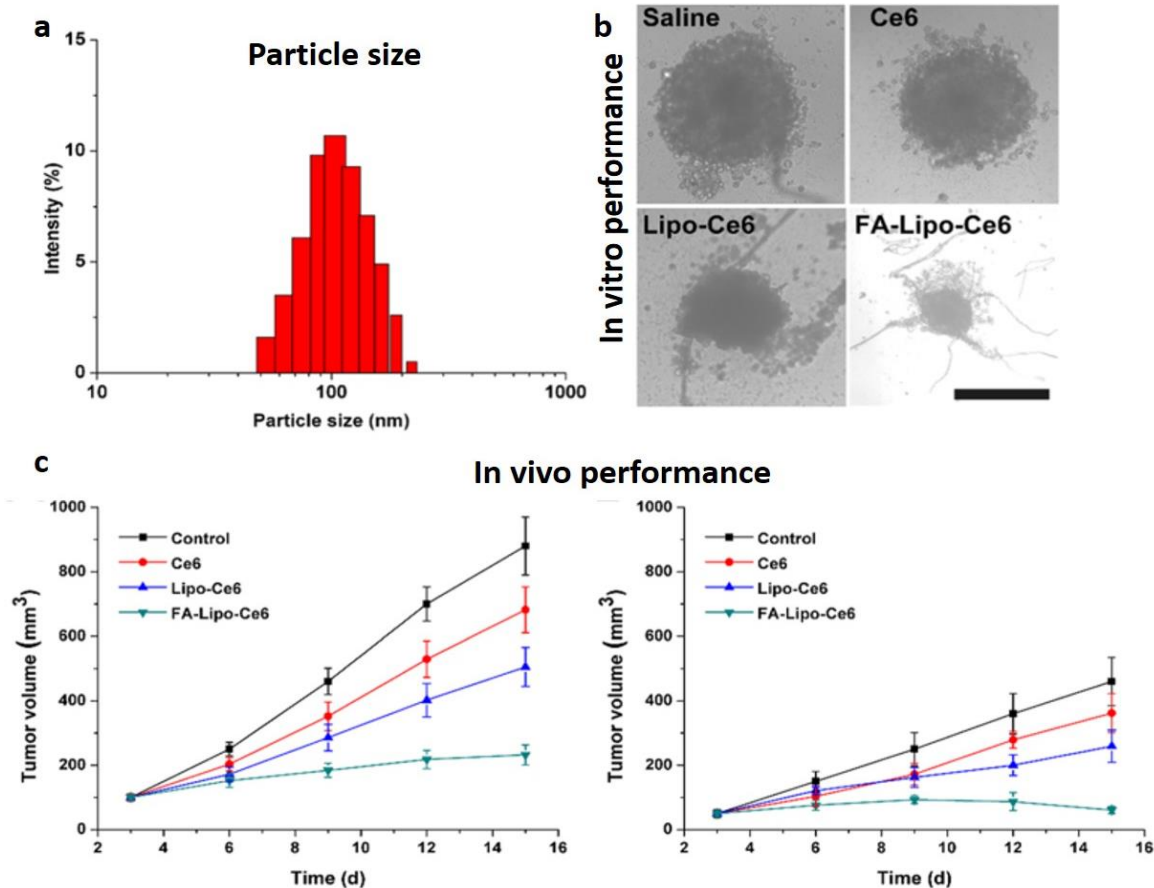 a
Particle size
15
10
5
0
Intensity (%)
10
100
1000
Particle size (nm)
b
In vitro performance
Saline
Ce6
Lipo-Ce6
FA-Lipo-Ce6
c
In vivo performance
1000
800
600
400
200
0
Tumor volume (mm³)
Control
Ce6
Lipo-Ce6
FA-Lipo-Ce6
2 4 6 8 10 12 14 16
Time (d)
1000
800
600
400
200
0
Tumor volume (mm³)
Control
Ce6
Lipo-Ce6
FA-Lipo-Ce6
2 4 6 8 10 12 14 16
Time (d)